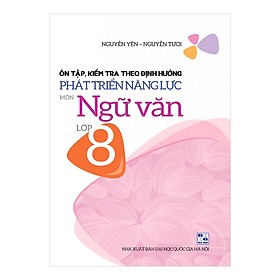 NGUYỄN YẾN – NGUYỄN TƯƠI
ÔN TẬP, KIỂM TRA THEO ĐỊNH HƯỚNG
PHÁT TRIỂN NĂNG LỰC
MÔN
Ngữ văn
LỚP
8
NHÀ XUẤT BẢN ĐẠI HỌC QUỐC GIA HÀ NỘI